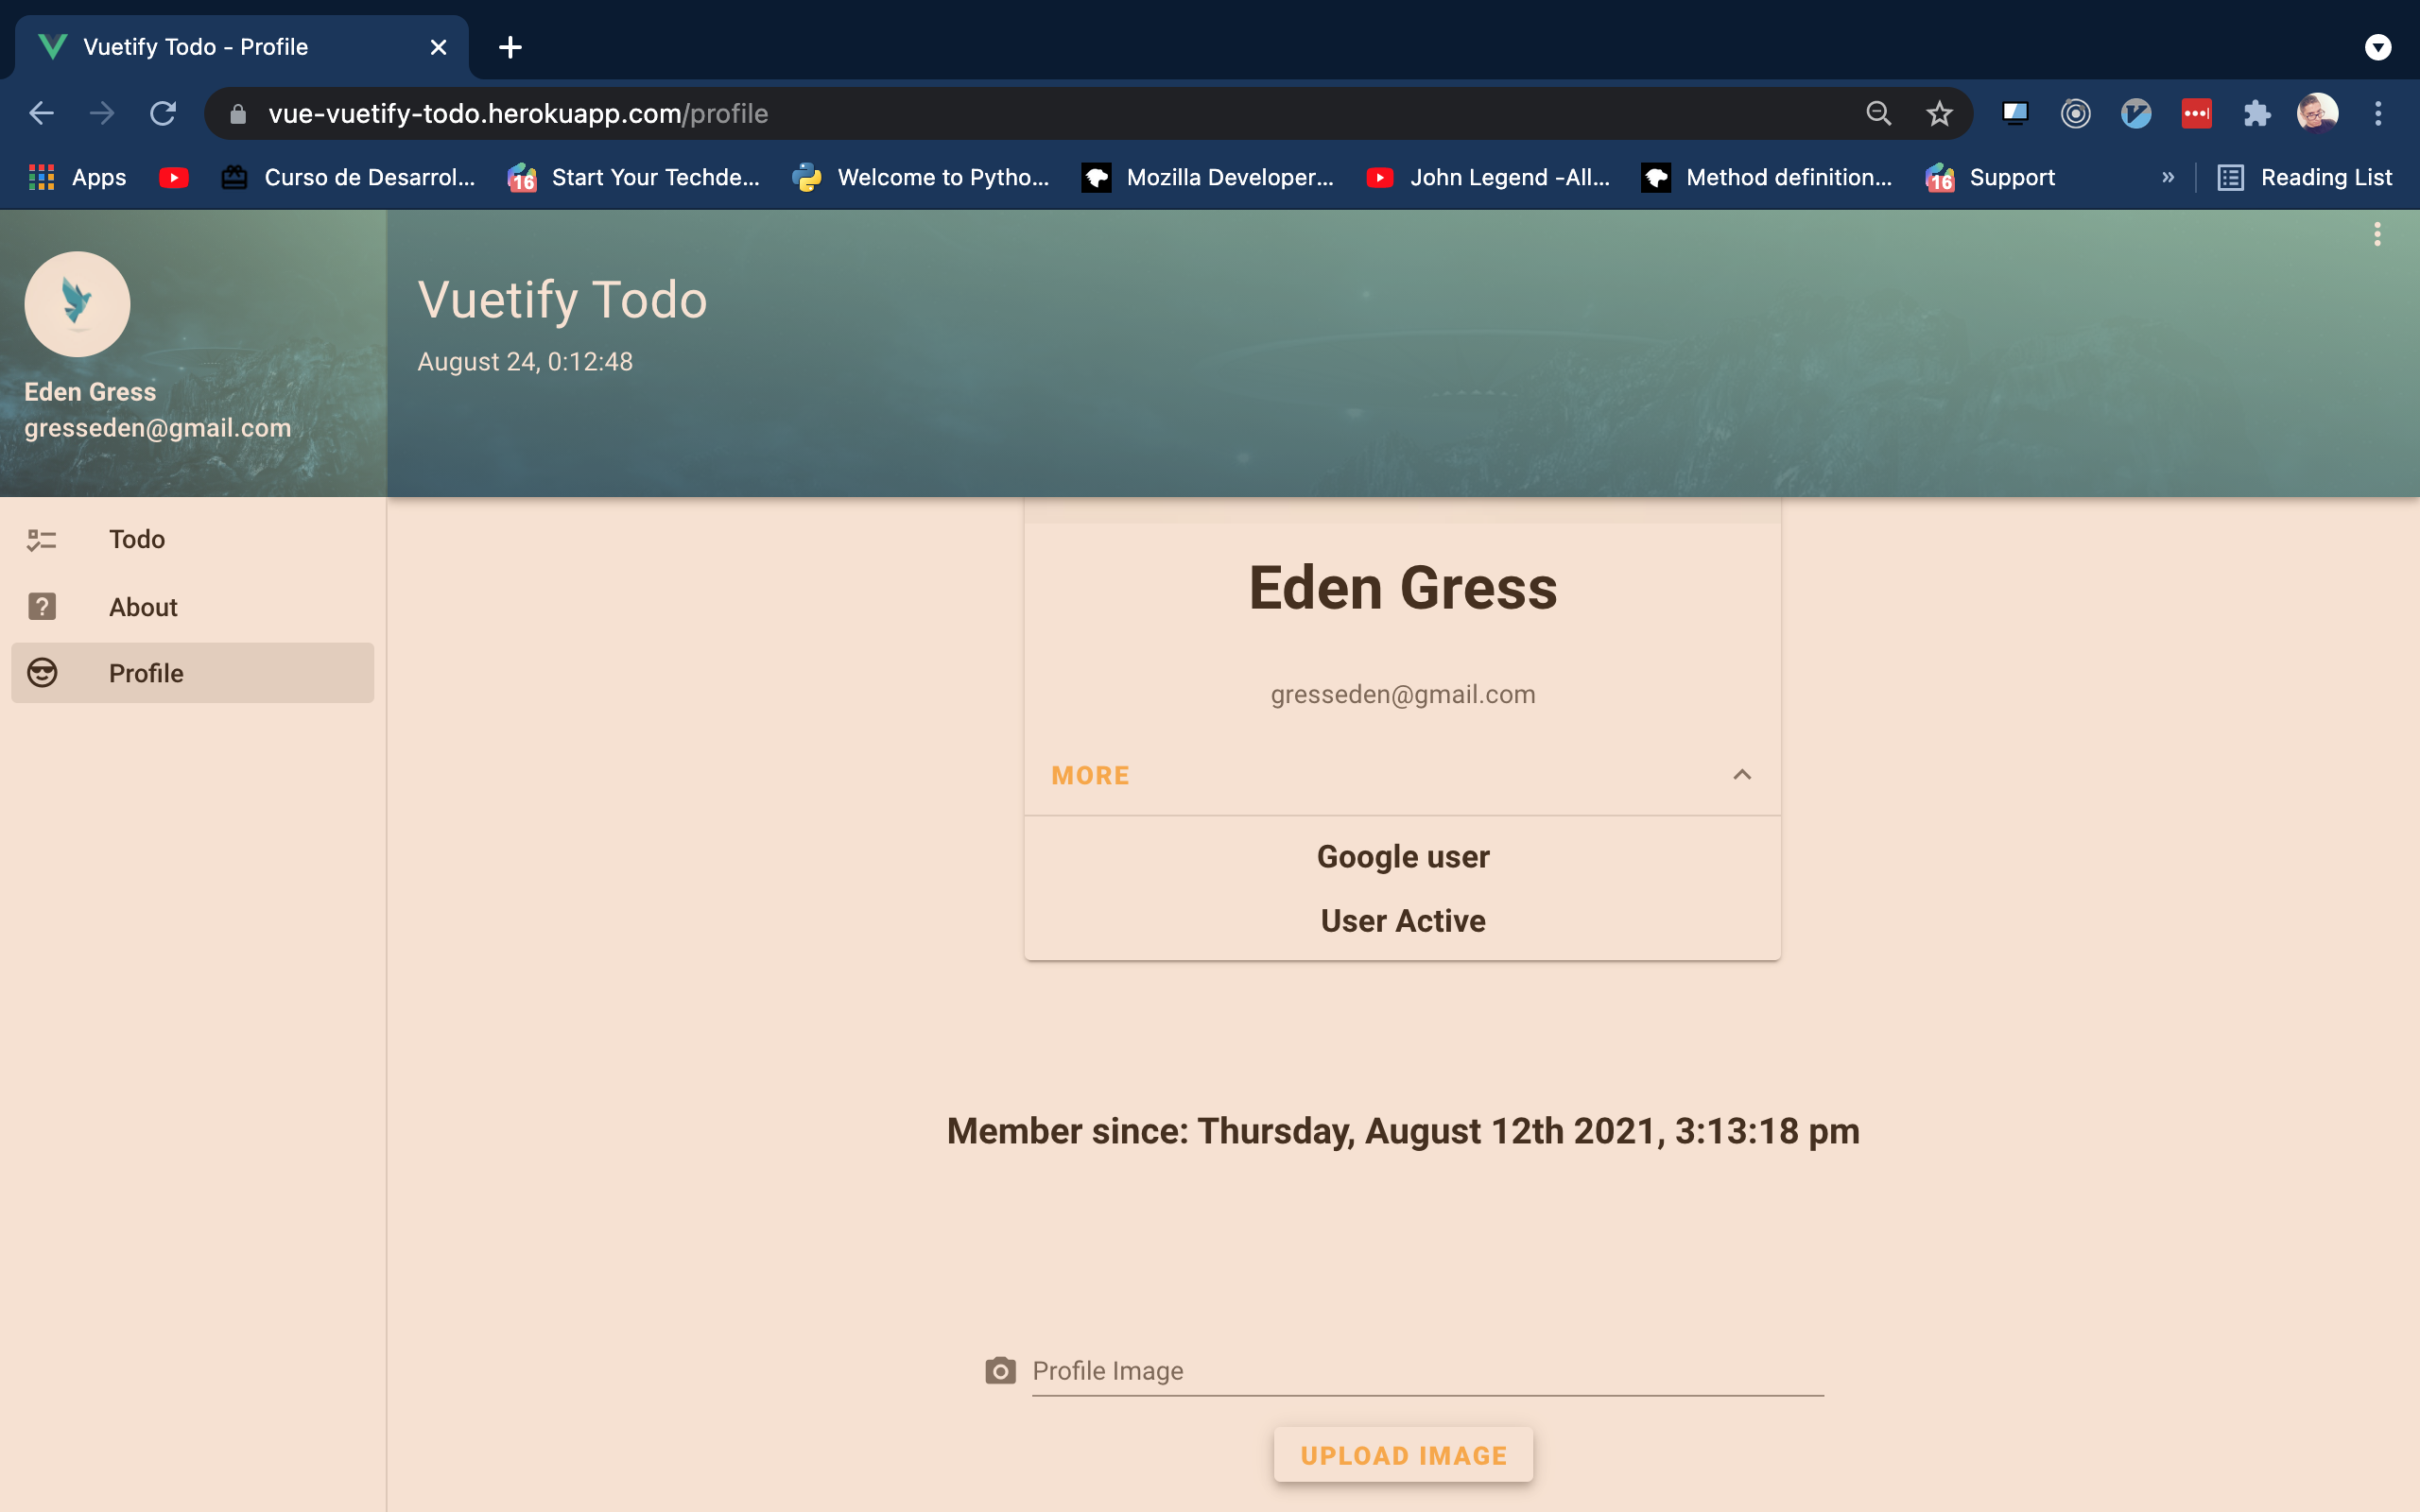 Vuetify Todo - Profile
vue-vuetify-todo.herokuapp.com/profile
Apps
Curso de Desarrol...
16
Start Your Techde...
Welcome to Pytho...
Mozilla Developer...
John Legend -All...
Method definition...
16
Support
»
Reading List
Vuetify Todo
August 24, 0:12:48
Eden Gress
gresseden@gmail.com
Todo
About
Profile
Eden Gress
gresseden@gmail.com
MORE
Google user
User Active
Member since: Thursday, August 12th 2021, 3:13:18 pm
Profile Image
UPLOAD IMAGE